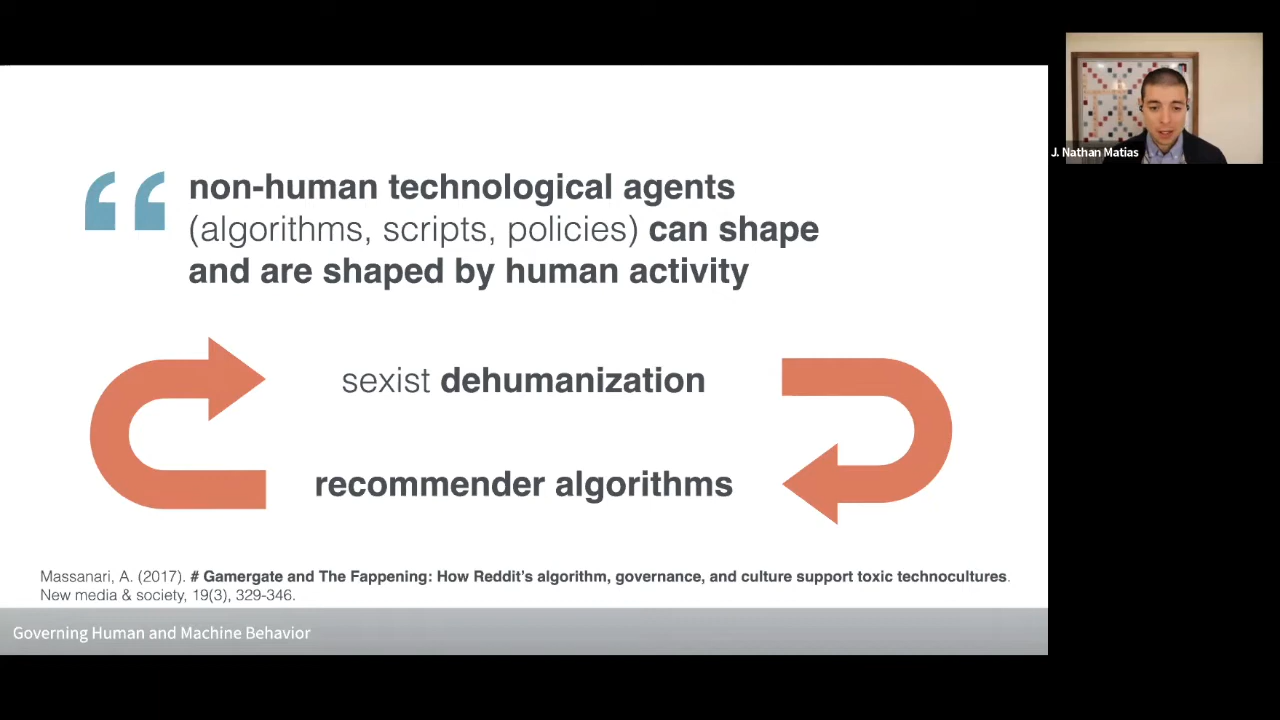 non-human technological agents
(algorithms, scripts, policies) can shape
and are shaped by human activity
sexist dehumanization
recommender algorithms
Massanari, A. (2017). # Gamergate and The Fappening: How Reddit's algorithm, governance, and culture support toxic technocultures.
New media & society, 19(3), 329-346.
Governing Human and Machine Behavior
J. Nathan Matias